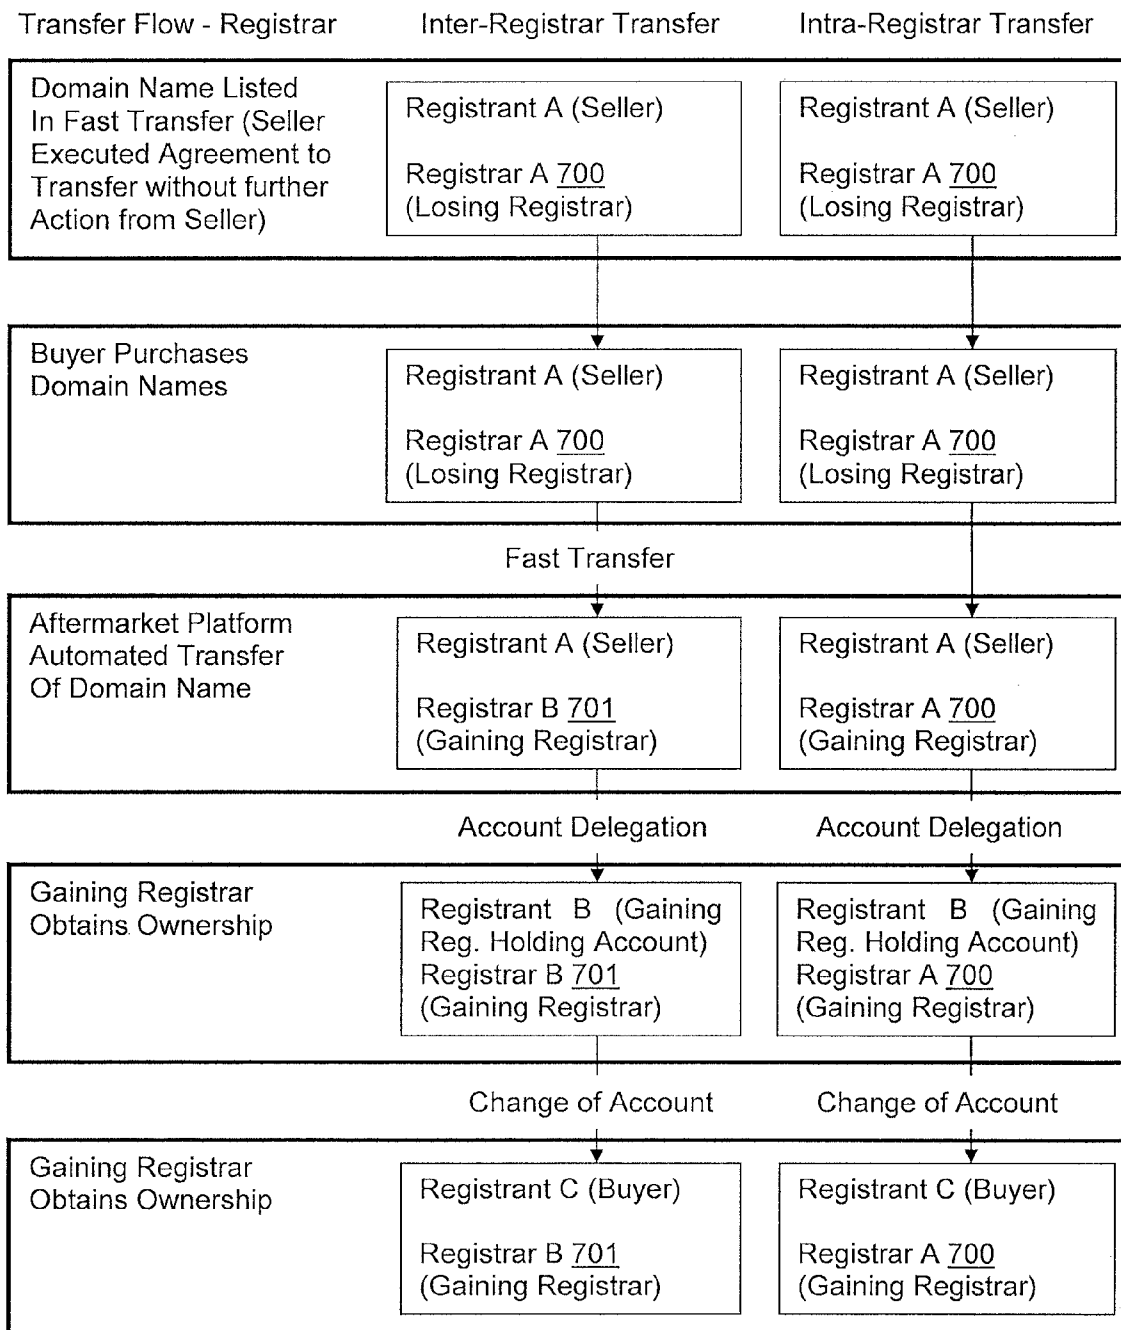 Transfer Flow - Registrar
Inter-Registrar Transfer
Intra-Registrar Transfer
Domain Name Listed
In Fast Transfer (Seller
Executed Agreement to
Transfer without further
Action from Seller)
Registrant A (Seller)
Registrar A 700
(Losing Registrar)
Registrant A (Seller)
Registrar A 700
(Losing Registrar)
Buyer Purchases
Domain Names
Registrant A (Seller)
Registrar A 700
(Losing Registrar)
Registrant A (Seller)
Registrar A 700
(Losing Registrar)
Fast Transfer
Aftermarket Platform
Automated Transfer
Of Domain Name
Registrant A (Seller)
Registrar B 701
(Gaining Registrar)
Registrant A (Seller)
Registrar A 700
(Gaining Registrar)
Account Delegation
Account Delegation
Gaining Registrar
Obtains Ownership
Registrant B (Gaining
Reg. Holding Account)
Registrar B 701
(Gaining Registrar)
Registrant B (Gaining
Reg. Holding Account)
Registrar A 700
(Gaining Registrar)
Change of Account
Change of Account
Gaining Registrar
Obtains Ownership
Registrant C (Buyer)
Registrar B 701
(Gaining Registrar)
Registrant C (Buyer)
Registrar A 700
(Gaining Registrar)